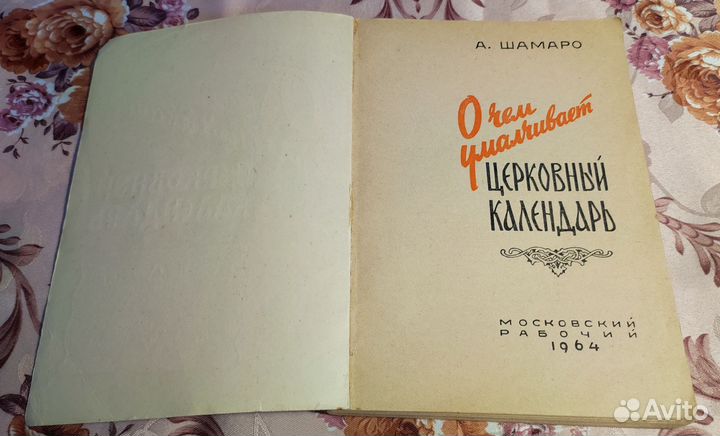 А. ШАМАРО
О чем
умалчивает
ЦЕРКОВНЫЙ
КАЛЕНДАРЬ
МОСКОВСКИЙ
РАБОЧИЙ
1964
Avito